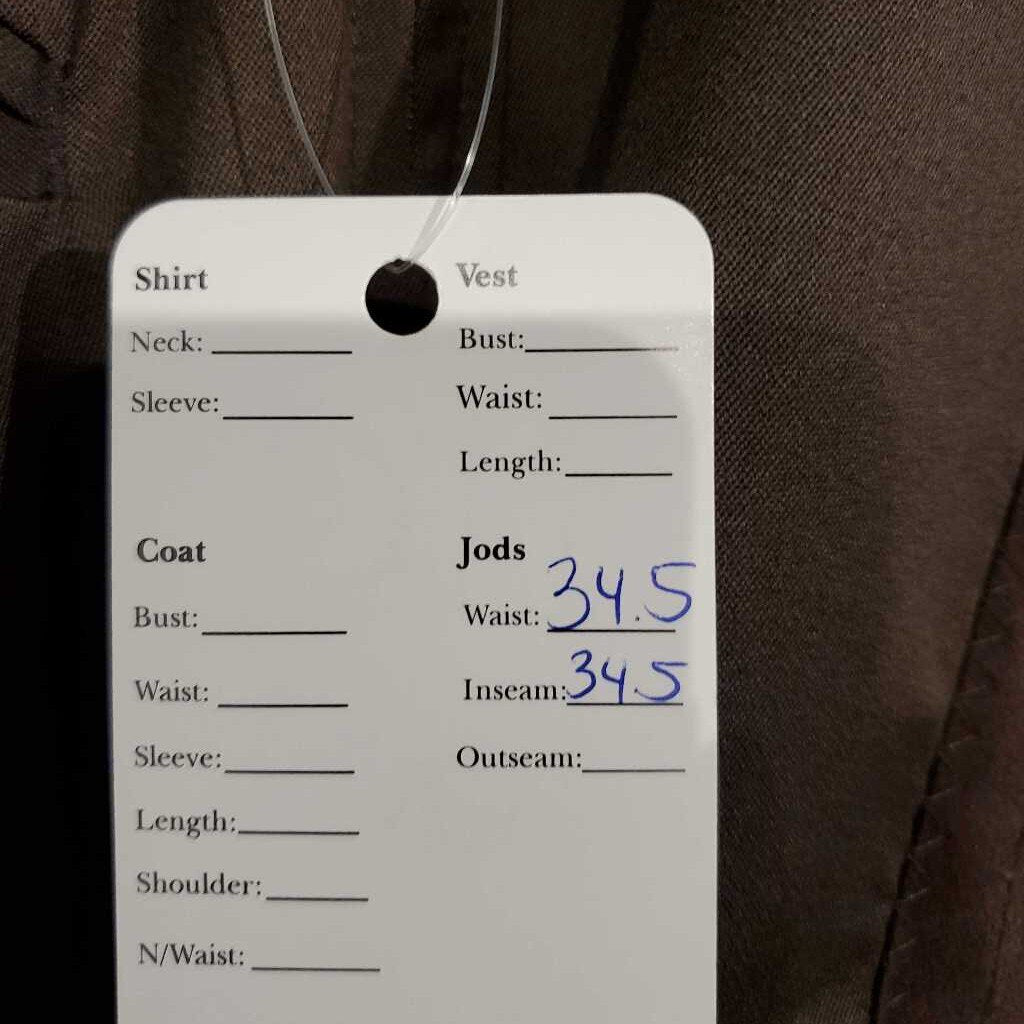 Shirt
Neck:
Sleeve:
Vest
Bust:
Waist:
Length:
Coat
Bust:
Waist:
Sleeve:
Length:
Shoulder:
N/Waist:
Jods
Waist: 34.5
Inseam: 34.5
Outseam: